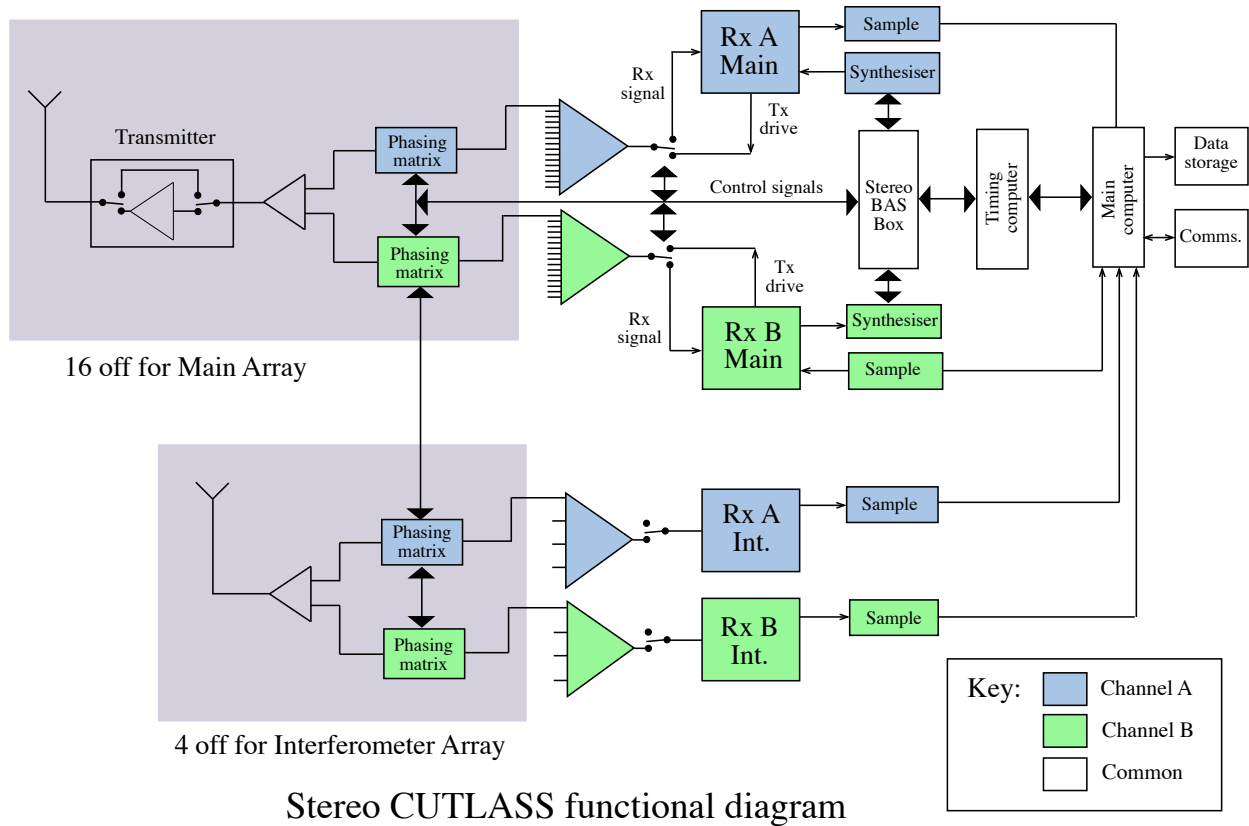 Transmitter
Phasing
matrix
Phasing
matrix
16 off for Main Array
Rx
signal
Rx A
Main
Tx
drive
Sample
Synthesiser
Control signals
Stereo
BAS
Box
Timing
computer
Main
computer
Data
storage
Comms.
Tx
drive
Rx
signal
Rx B
Main
Synthesiser
Sample
Phasing
matrix
Phasing
matrix
4 off for Interferometer Array
Rx A
Int.
Sample
Rx B
Int.
Sample
Key:
Channel A
Channel B
Common
Stereo CUTLASS functional diagram